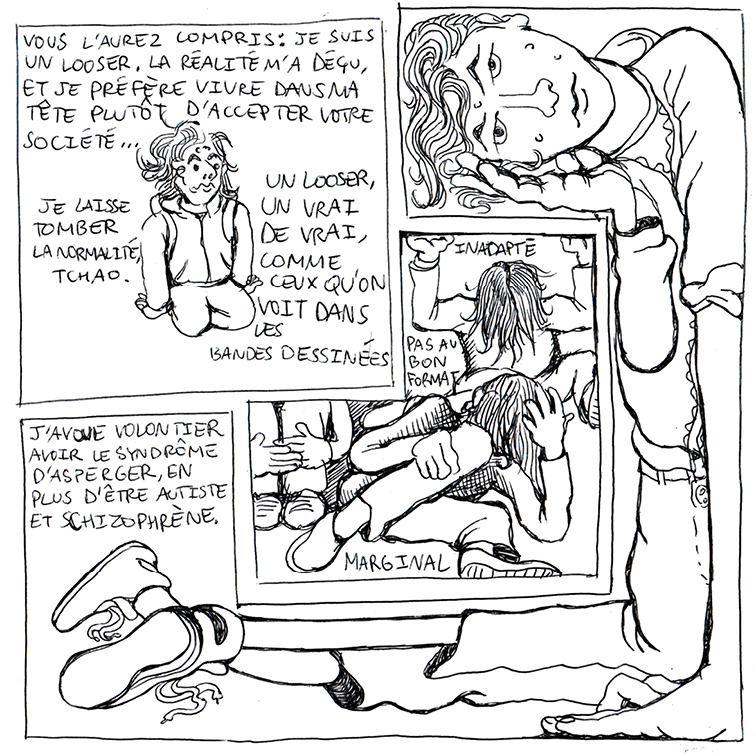 VOUS L'AUREZ COMPRIS: JE SUIS
UN LOOSER, LA RÉALITÉ M'A DÉÇU,
ET JE PRÉFÈRE VIVRE DANS MA
TÊTE PLUTÔT D'ACCEPTER VOTRE
SOCIÉTÉ...
JE LAISSE
TOMBER
LA NORMALITÉ,
TCHAO.
UN LOOSER,
UN VRAI
DE VRAI,
COMME
CEUX QU'ON
VOIT DANS
LES
BANDES DESSINÉES
INADAPTÉ
PAS AU
BON
FORMAT
MARGINAL
J'AVOUE VOLONTIER
AVOIR LE SYNDRÔME
D'ASPERGER, EN
PLUS D'ÊTRE AUTISTE
ET SCHIZOPHRÈNE.